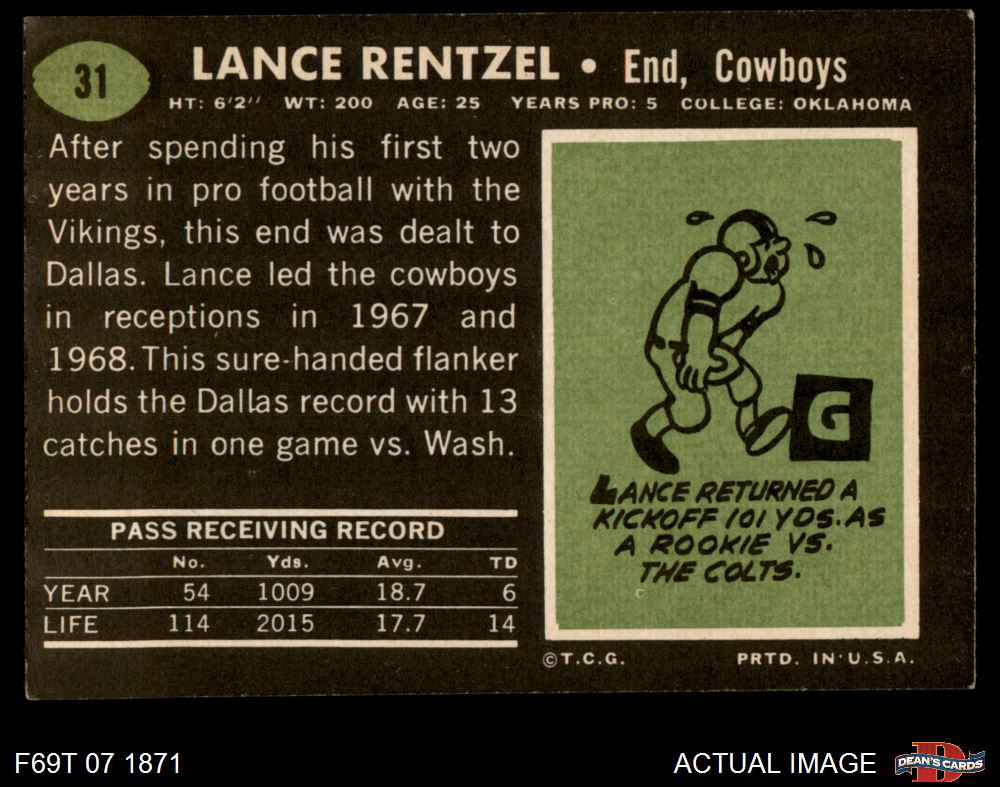 31
LANCE RENTZEL • End, Cowboys
HT: 6'2'' WT: 200 AGE: 25 YEARS PRO: 5 COLLEGE: OKLAHOMA
After spending his first two
years in pro football with the
Vikings, this end was dealt to
Dallas. Lance led the cowboys
in receptions in 1967 and
1968. This sure-handed flanker
holds the Dallas record with 13
catches in one game vs. Wash.
PASS RECEIVING RECORD
No. Yds. Avg. TD
YEAR 54 1009 18.7 6
LIFE 114 2015 17.7 14
G
LANCE RETURNED A
KICKOFF 101 YDS. AS
A ROOKIE VS.
THE COLTS.
©T.C.G. PRTD. IN U.S.A.
F69T 07 1871
ACTUAL IMAGE
D
DEAN'S CARDS